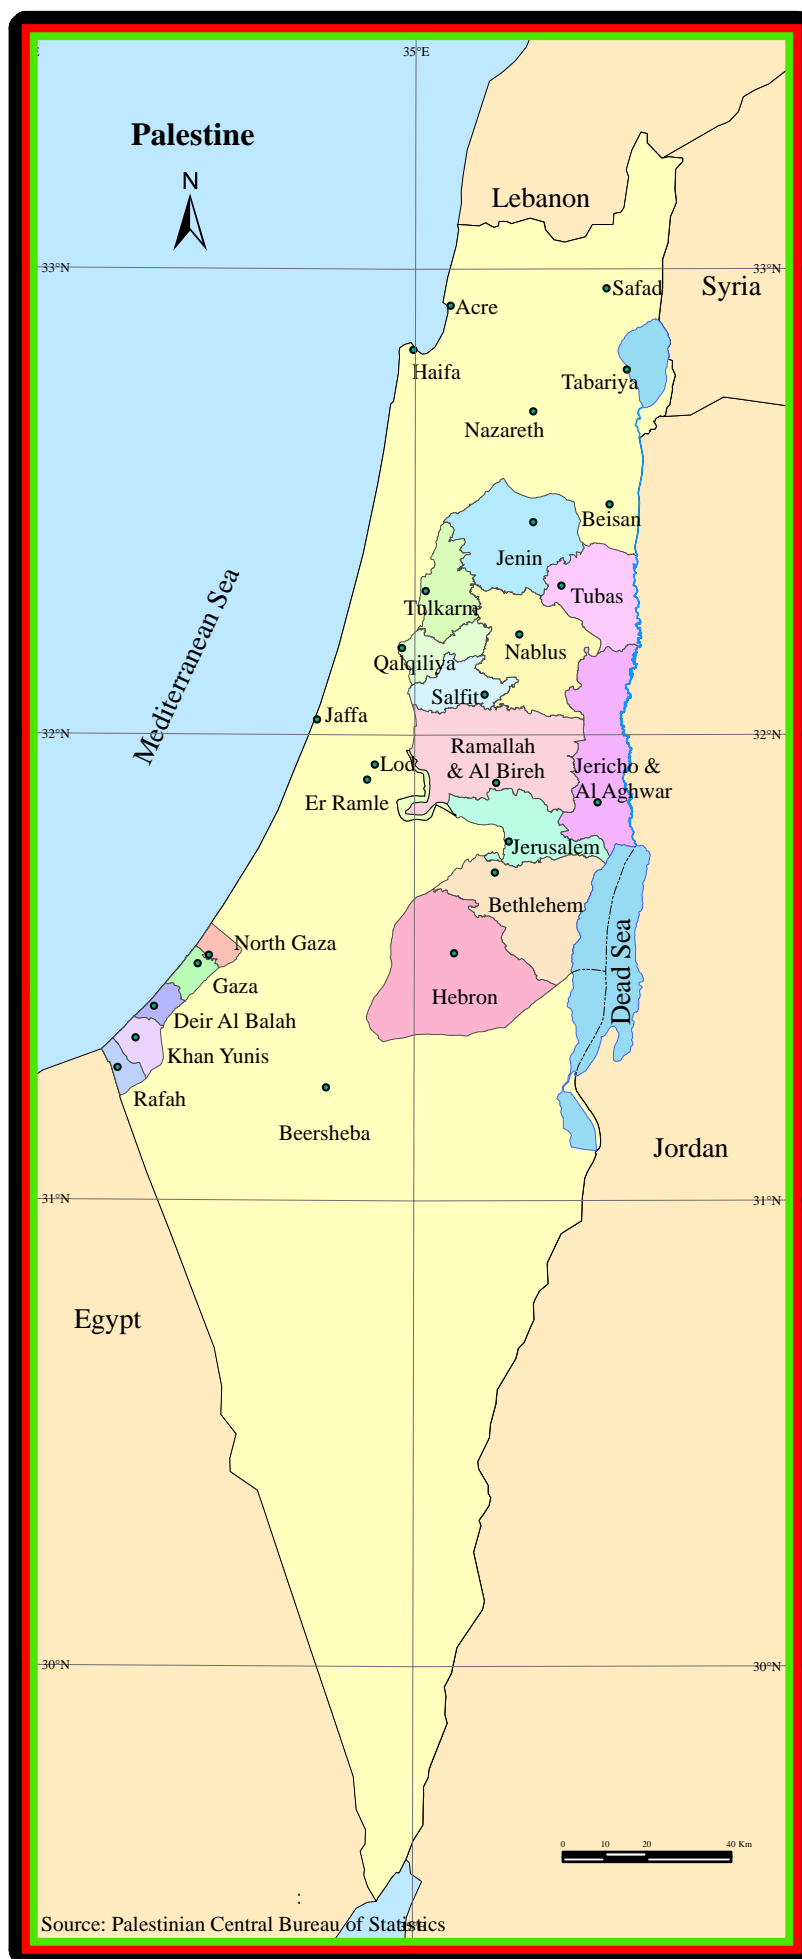 E
35°E
Palestine
N
Lebanon
33°N
33°N
Syria
Safad
Acre
Haifa
Tabariya
Nazareth
Beisan
Jenin
Tubas
Tulkarm
Mediterranean Sea
Nablus
Qalqiliya
Salfit
Jaffa
32°N
32°N
Ramallah
& Al Bireh
Lod
Jericho &
Al Aghwar
Er Ramle
Jerusalem
Bethlehem
North Gaza
Dead Sea
Gaza
Hebron
Deir Al Balah
Khan Yunis
Rafah
Beersheba
Jordan
31°N
31°N
Egypt
30°N
30°N
0 10 20 40 Km
:
Source: Palestinian Central Bureau of Statistics